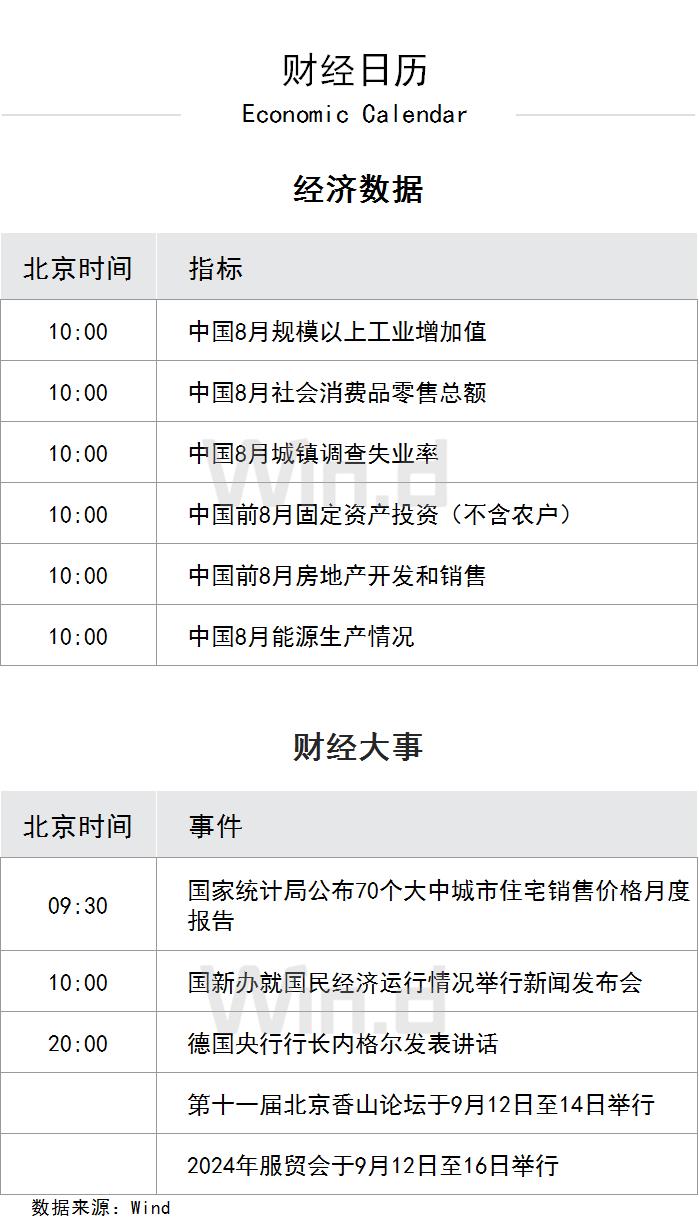 财经日历
Economic Calendar
经济数据
北京时间 指标
10:00 中国8月规模以上工业增加值
10:00 中国8月社会消费品零售总额
10:00 中国8月城镇调查失业率
10:00 中国前8月固定资产投资（不含农户）
10:00 中国前8月房地产开发和销售
10:00 中国8月能源生产情况
Win.d
财经大事
北京时间 事件
09:30 国家统计局公布70个大中城市住宅销售价格月度
报告
10:00 国新办就国民经济运行情况举行新闻发布会
20:00 德国央行行长内格尔发表讲话
第十一届北京香山论坛于9月12日至14日举行
2024年服贸会于9月12日至16日举行
Win.d
数据来源：Wind